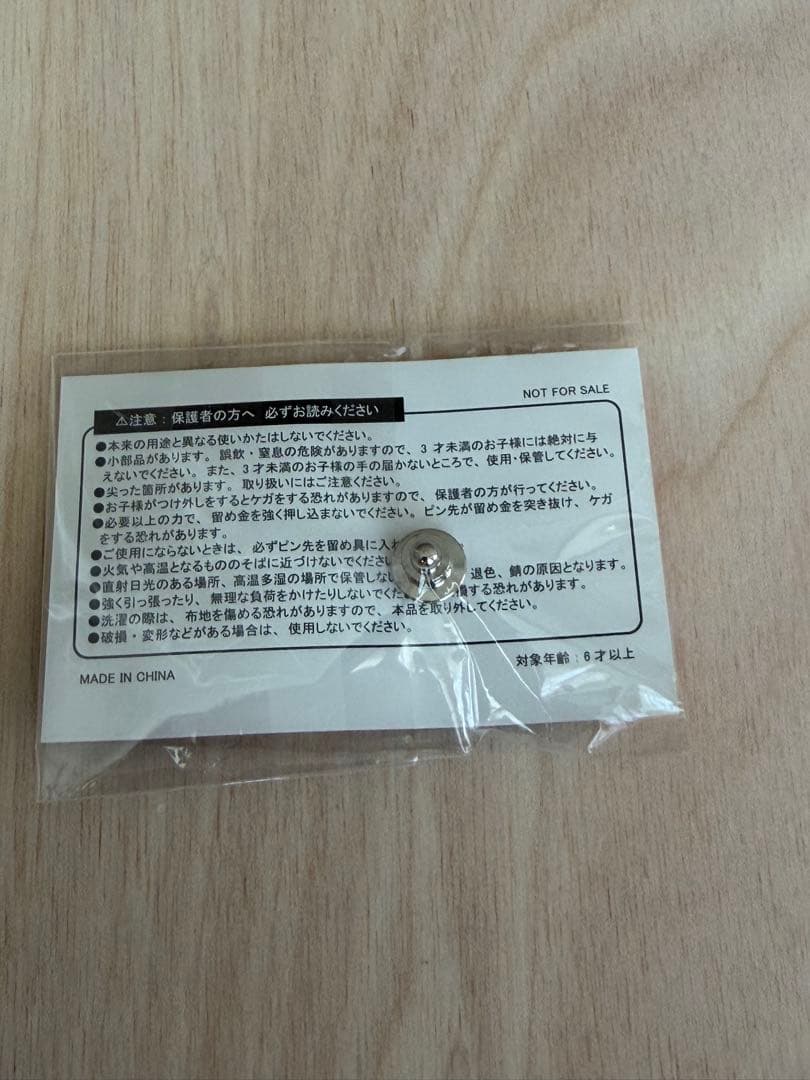 NOT FOR SALE
⚠注意：保護者の方へ 必ずお読みください
●本来の用途と異なる使いかたはしないでください。
●小部品があります。誤飲・窒息の危険がありますので、3才未満のお子様には絶対に与
えないでください。また、3才未満のお子様の手の届かないところで、使用・保管してください。
●尖った箇所があります。取り扱いにはご注意ください。
●お子様がつけ外しをするとケガをする恐れがありますので、保護者の方が行ってください。
●必要以上の力で、留め金を強く押し込まないでください。ピン先が留め金を突き抜け、ケガ
をする恐れがあります。
●ご使用にならないときは、必ずピン先を留め具に入れ
●火気や高温となるもののそばに近づけないでくださ
●直射日光のある場所、高温多湿の場所で保管しない 退色、錆の原因となります。
●強く引っ張ったり、無理な負荷をかけたりしないでくだ 損する恐れがあります。
●洗濯の際は、布地を傷める恐れがありますので、本品を取り外してください。
●破損・変形などがある場合は、使用しないでください。
MADE IN CHINA
対象年齢：6才以上